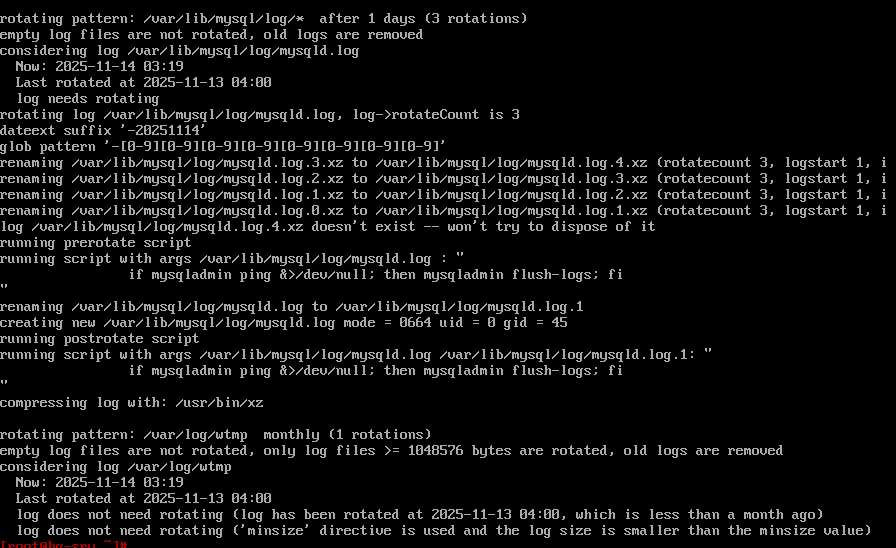 rotating pattern: /var/lib/mysql/log/*  after 1 days (3 rotations)
empty log files are not rotated, old logs are removed
considering log /var/lib/mysql/log/mysqld.log
  Now: 2025-11-14 03:19
  Last rotated at 2025-11-13 04:00
  log needs rotating
rotating log /var/lib/mysql/log/mysqld.log, log->rotateCount is 3
dateext suffix '-20251114'
glob pattern '-[0-9][0-9][0-9][0-9][0-9][0-9][0-9][0-9]'
renaming /var/lib/mysql/log/mysqld.log.3.xz to /var/lib/mysql/log/mysqld.log.4.xz (rotatecount 3, logstart 1, i
renaming /var/lib/mysql/log/mysqld.log.2.xz to /var/lib/mysql/log/mysqld.log.3.xz (rotatecount 3, logstart 1, i
renaming /var/lib/mysql/log/mysqld.log.1.xz to /var/lib/mysql/log/mysqld.log.2.xz (rotatecount 3, logstart 1, i
renaming /var/lib/mysql/log/mysqld.log.0.xz to /var/lib/mysql/log/mysqld.log.1.xz (rotatecount 3, logstart 1, i
log /var/lib/mysql/log/mysqld.log.4.xz doesn't exist -- won't try to dispose of it
running prerotate script
running script with args /var/lib/mysql/log/mysqld.log : "
                if mysqladmin ping &>/dev/null; then mysqladmin flush-logs; fi
"
renaming /var/lib/mysql/log/mysqld.log to /var/lib/mysql/log/mysqld.log.1
creating new /var/lib/mysql/log/mysqld.log mode = 0664 uid = 0 gid = 45
running postrotate script
running script with args /var/lib/mysql/log/mysqld.log /var/lib/mysql/log/mysqld.log.1: "
                if mysqladmin ping &>/dev/null; then mysqladmin flush-logs; fi
"
compressing log with: /usr/bin/xz

rotating pattern: /var/log/wtmp  monthly (1 rotations)
empty log files are not rotated, only log files >= 1048576 bytes are rotated, old logs are removed
considering log /var/log/wtmp
  Now: 2025-11-14 03:19
  Last rotated at 2025-11-13 04:00
  log does not need rotating (log has been rotated at 2025-11-13 04:00, which is less than a month ago)
  log does not need rotating ('minsize' directive is used and the log size is smaller than the minsize value)